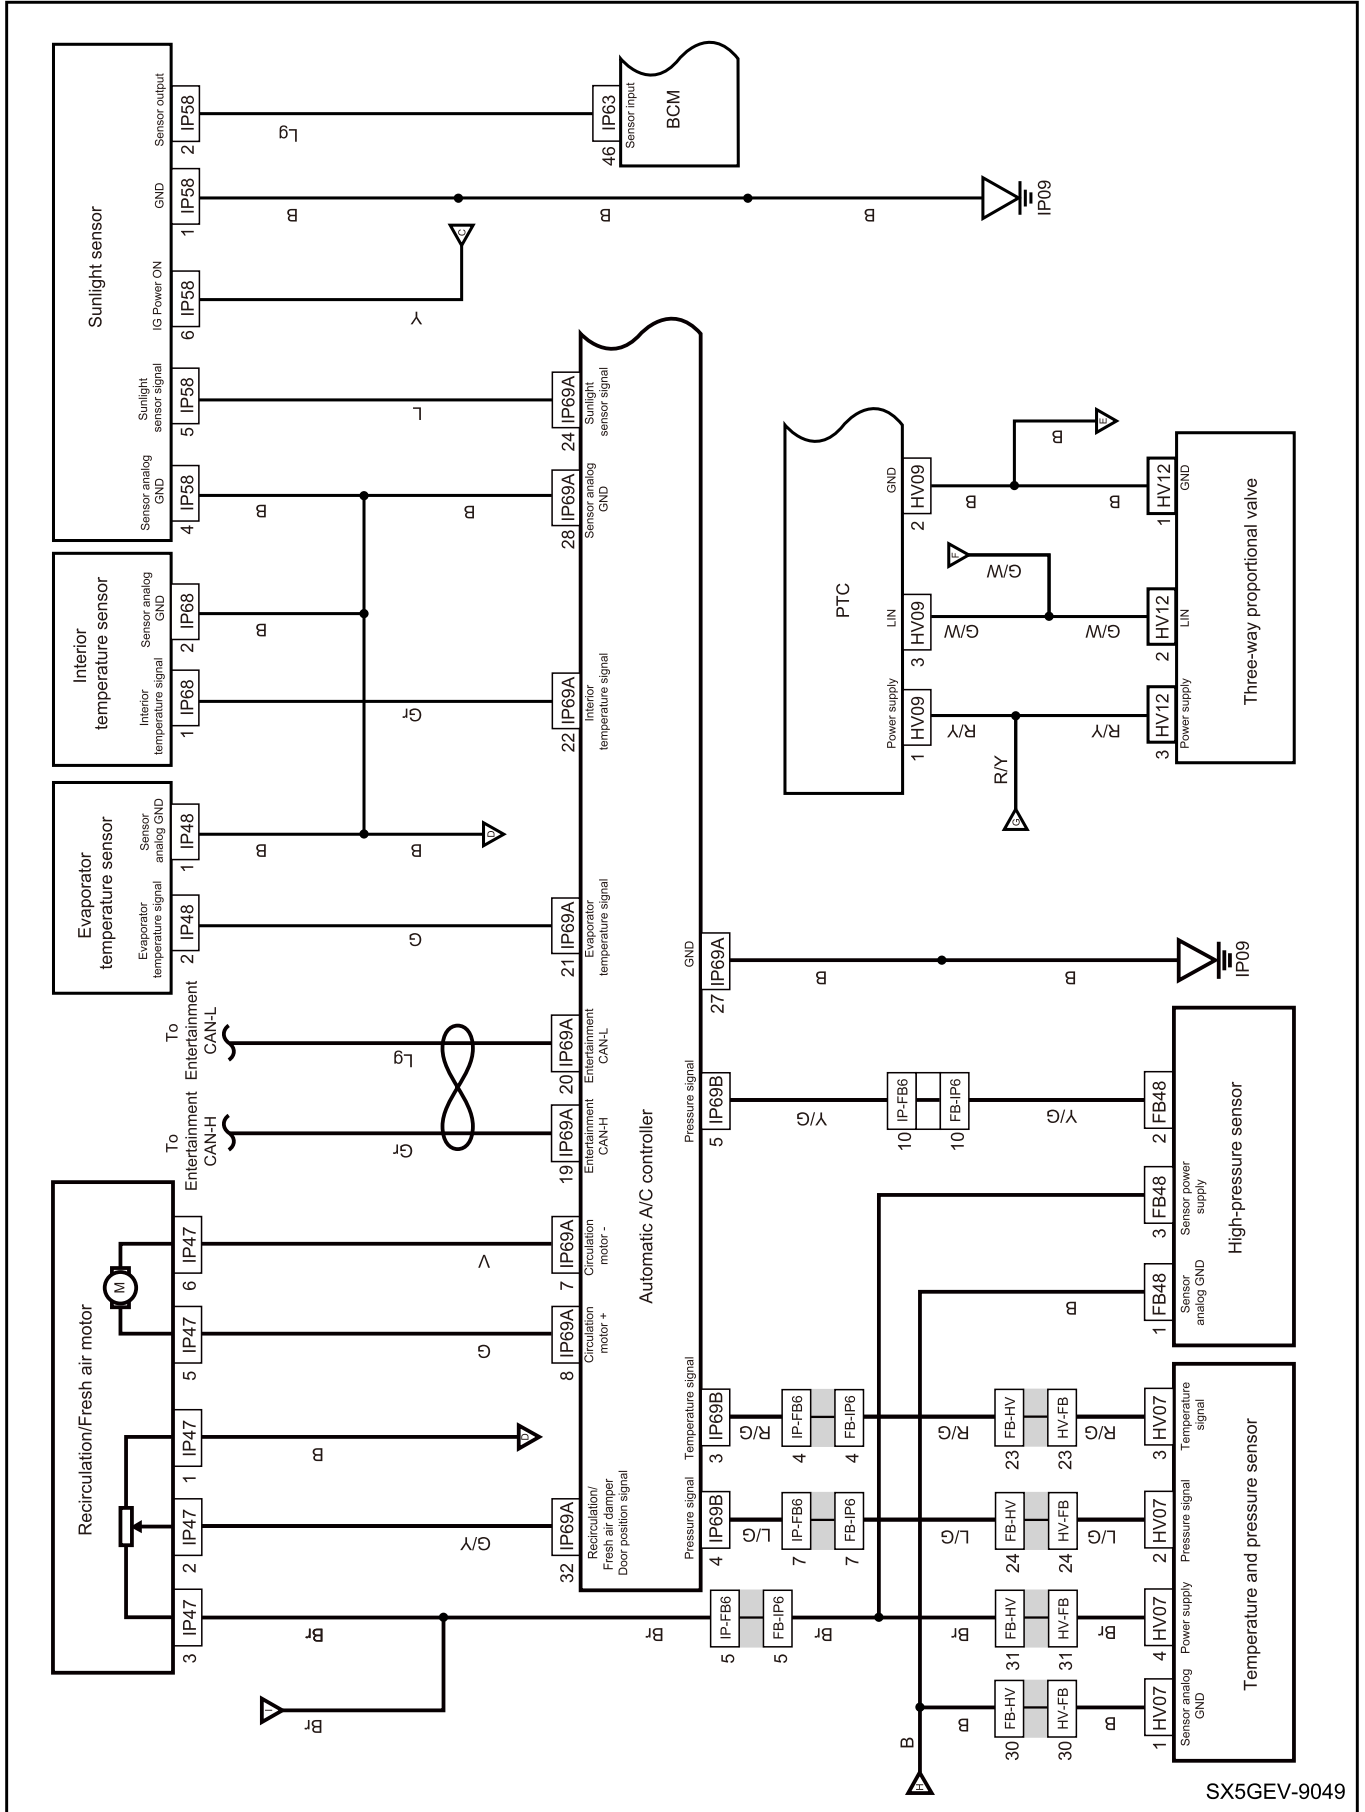 Recirculation/Fresh air motor
M
3
IP47
2
IP47
1
IP47
5
IP47
6
IP47
Br
Br
I
G/Y
B
D
G
V
To
Entertainment
CAN-H
To
Entertainment
CAN-L
Gr
Lg
Evaporator
temperature sensor
Evaporator
temperature signal
2
IP48
Sensor
analog GND
1
IP48
G
B
B
D
Interior
temperature sensor
Interior
temperature signal
1
IP68
Sensor analog
GND
2
IP68
Gr
B
Sunlight sensor
Sensor analog
GND
4
IP58
Sunlight
sensor signal
5
IP58
IG Power ON
6
IP58
GND
1
IP58
Sensor output
2
IP58
B
B
L
Y
C
B
B
B
IP09
Lg
46
IP63
Sensor input
BCM
Automatic A/C controller
32
IP69A
Recirculation/
Fresh air damper
Door position signal
8
IP69A
Circulation
motor +
7
IP69A
Circulation
motor -
19
IP69A
Entertainment
CAN-H
20
IP69A
Entertainment
CAN-L
21
IP69A
Evaporator
temperature signal
22
IP69A
Interior
temperature signal
28
IP69A
Sensor analog
GND
24
IP69A
Sunlight
sensor signal
Pressure signal
4
IP69B
Temperature signal
3
IP69B
Pressure signal
5
IP69B
GND
27
IP69A
Br
5
IP-FB6
5
FB-IP6
Br
L/G
7
IP-FB6
7
FB-IP6
R/G
4
IP-FB6
4
FB-IP6
Y/G
10
IP-FB6
10
FB-IP6
Y/G
B
B
IP09
H
B
B
30
FB-HV
30
HV-FB
B
Br
31
FB-HV
31
HV-FB
Br
L/G
24
FB-HV
24
HV-FB
L/G
R/G
23
FB-HV
23
HV-FB
R/G
B
1
HV07
Sensor analog
GND
4
HV07
Power supply
2
HV07
Pressure signal
3
HV07
Temperature
signal
Temperature and pressure sensor
1
FB48
Sensor
analog GND
3
FB48
Sensor power
supply
2
FB48
High-pressure sensor
PTC
Power supply
1
HV09
LIN
3
HV09
GND
2
HV09
R/Y
G
R/Y
R/Y
G/W
F
G/W
G/W
B
B
E
B
3
HV12
Power supply
2
HV12
LIN
1
HV12
GND
Three-way proportional valve
SX5GEV-9049